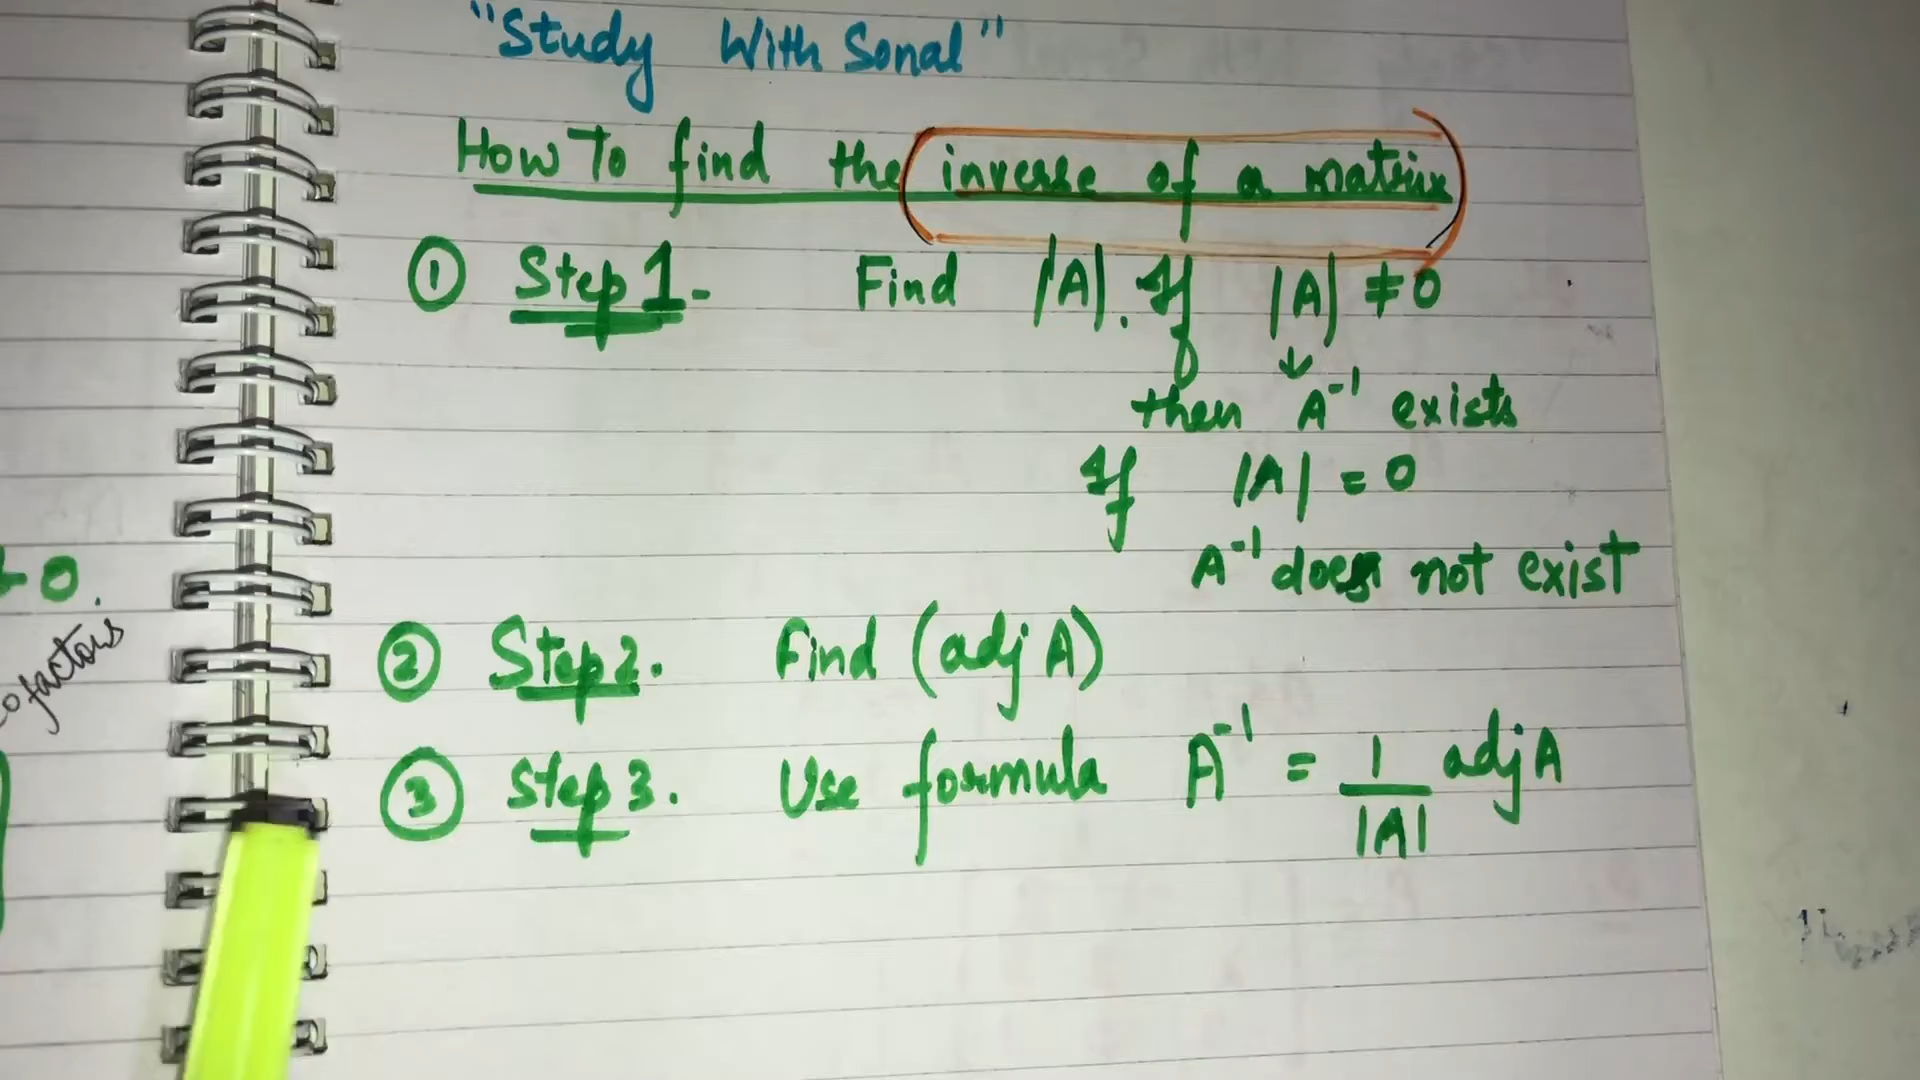 "Study With Sonal"
How To find the inverse of a matrix
① Step 1- Find |A|. If |A| ≠ 0
↓
then A⁻¹ exists
If |A| = 0
A⁻¹ does not exist
② Step 2. Find (adj A)
③ Step 3. Use formula A⁻¹ = 1/|A| adj A
0.
cofactors